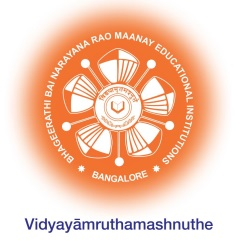 BHAGEERATHI BAI NARAYANA RAO MAANAY EDUCATIONAL INSTITUTIONS
BANGALORE
Vidyayāmruthamashnuthe